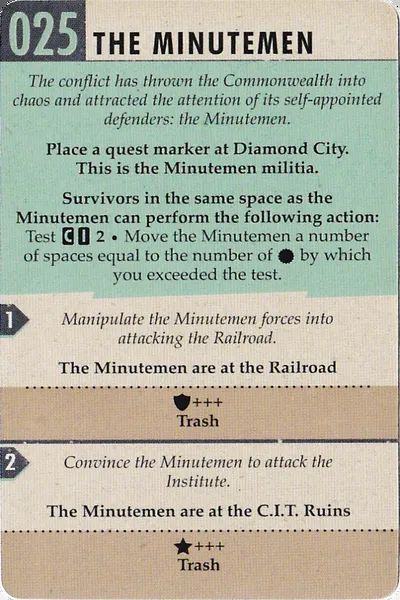 025 THE MINUTEMEN
The conflict has thrown the Commonwealth into
chaos and attracted the attention of its self-appointed
defenders: the Minutemen.
Place a quest marker at Diamond City.
This is the Minutemen militia.
Survivors in the same space as the
Minutemen can perform the following action:
Test C I 2 • Move the Minutemen a number
of spaces equal to the number of by which
you exceeded the test.
1
Manipulate the Minutemen forces into
attacking the Railroad.
The Minutemen are at the Railroad
+++
Trash
2
Convince the Minutemen to attack the
Institute.
The Minutemen are at the C.I.T. Ruins
+++
Trash